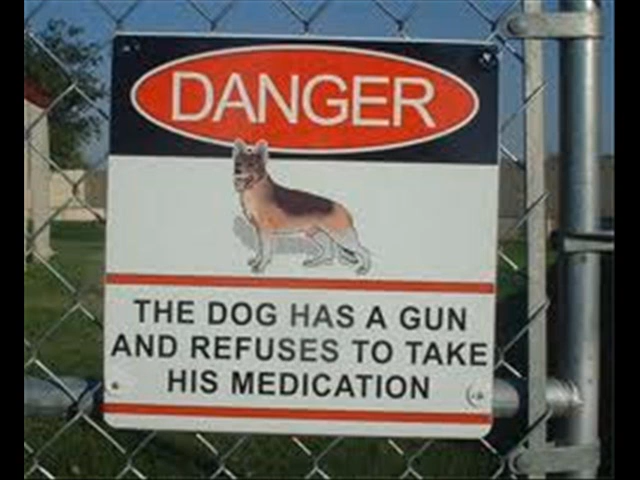 DANGER
THE DOG HAS A GUN
AND REFUSES TO TAKE
HIS MEDICATION